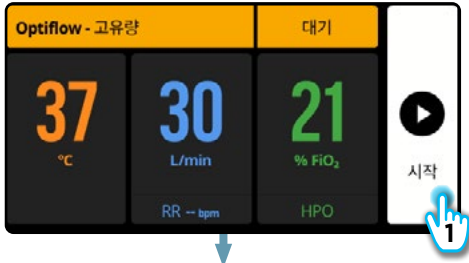 Optiflow - 고유량 대기
37 30 21
°C L/min % FiO₂
시작
RR -- bpm HPO
1